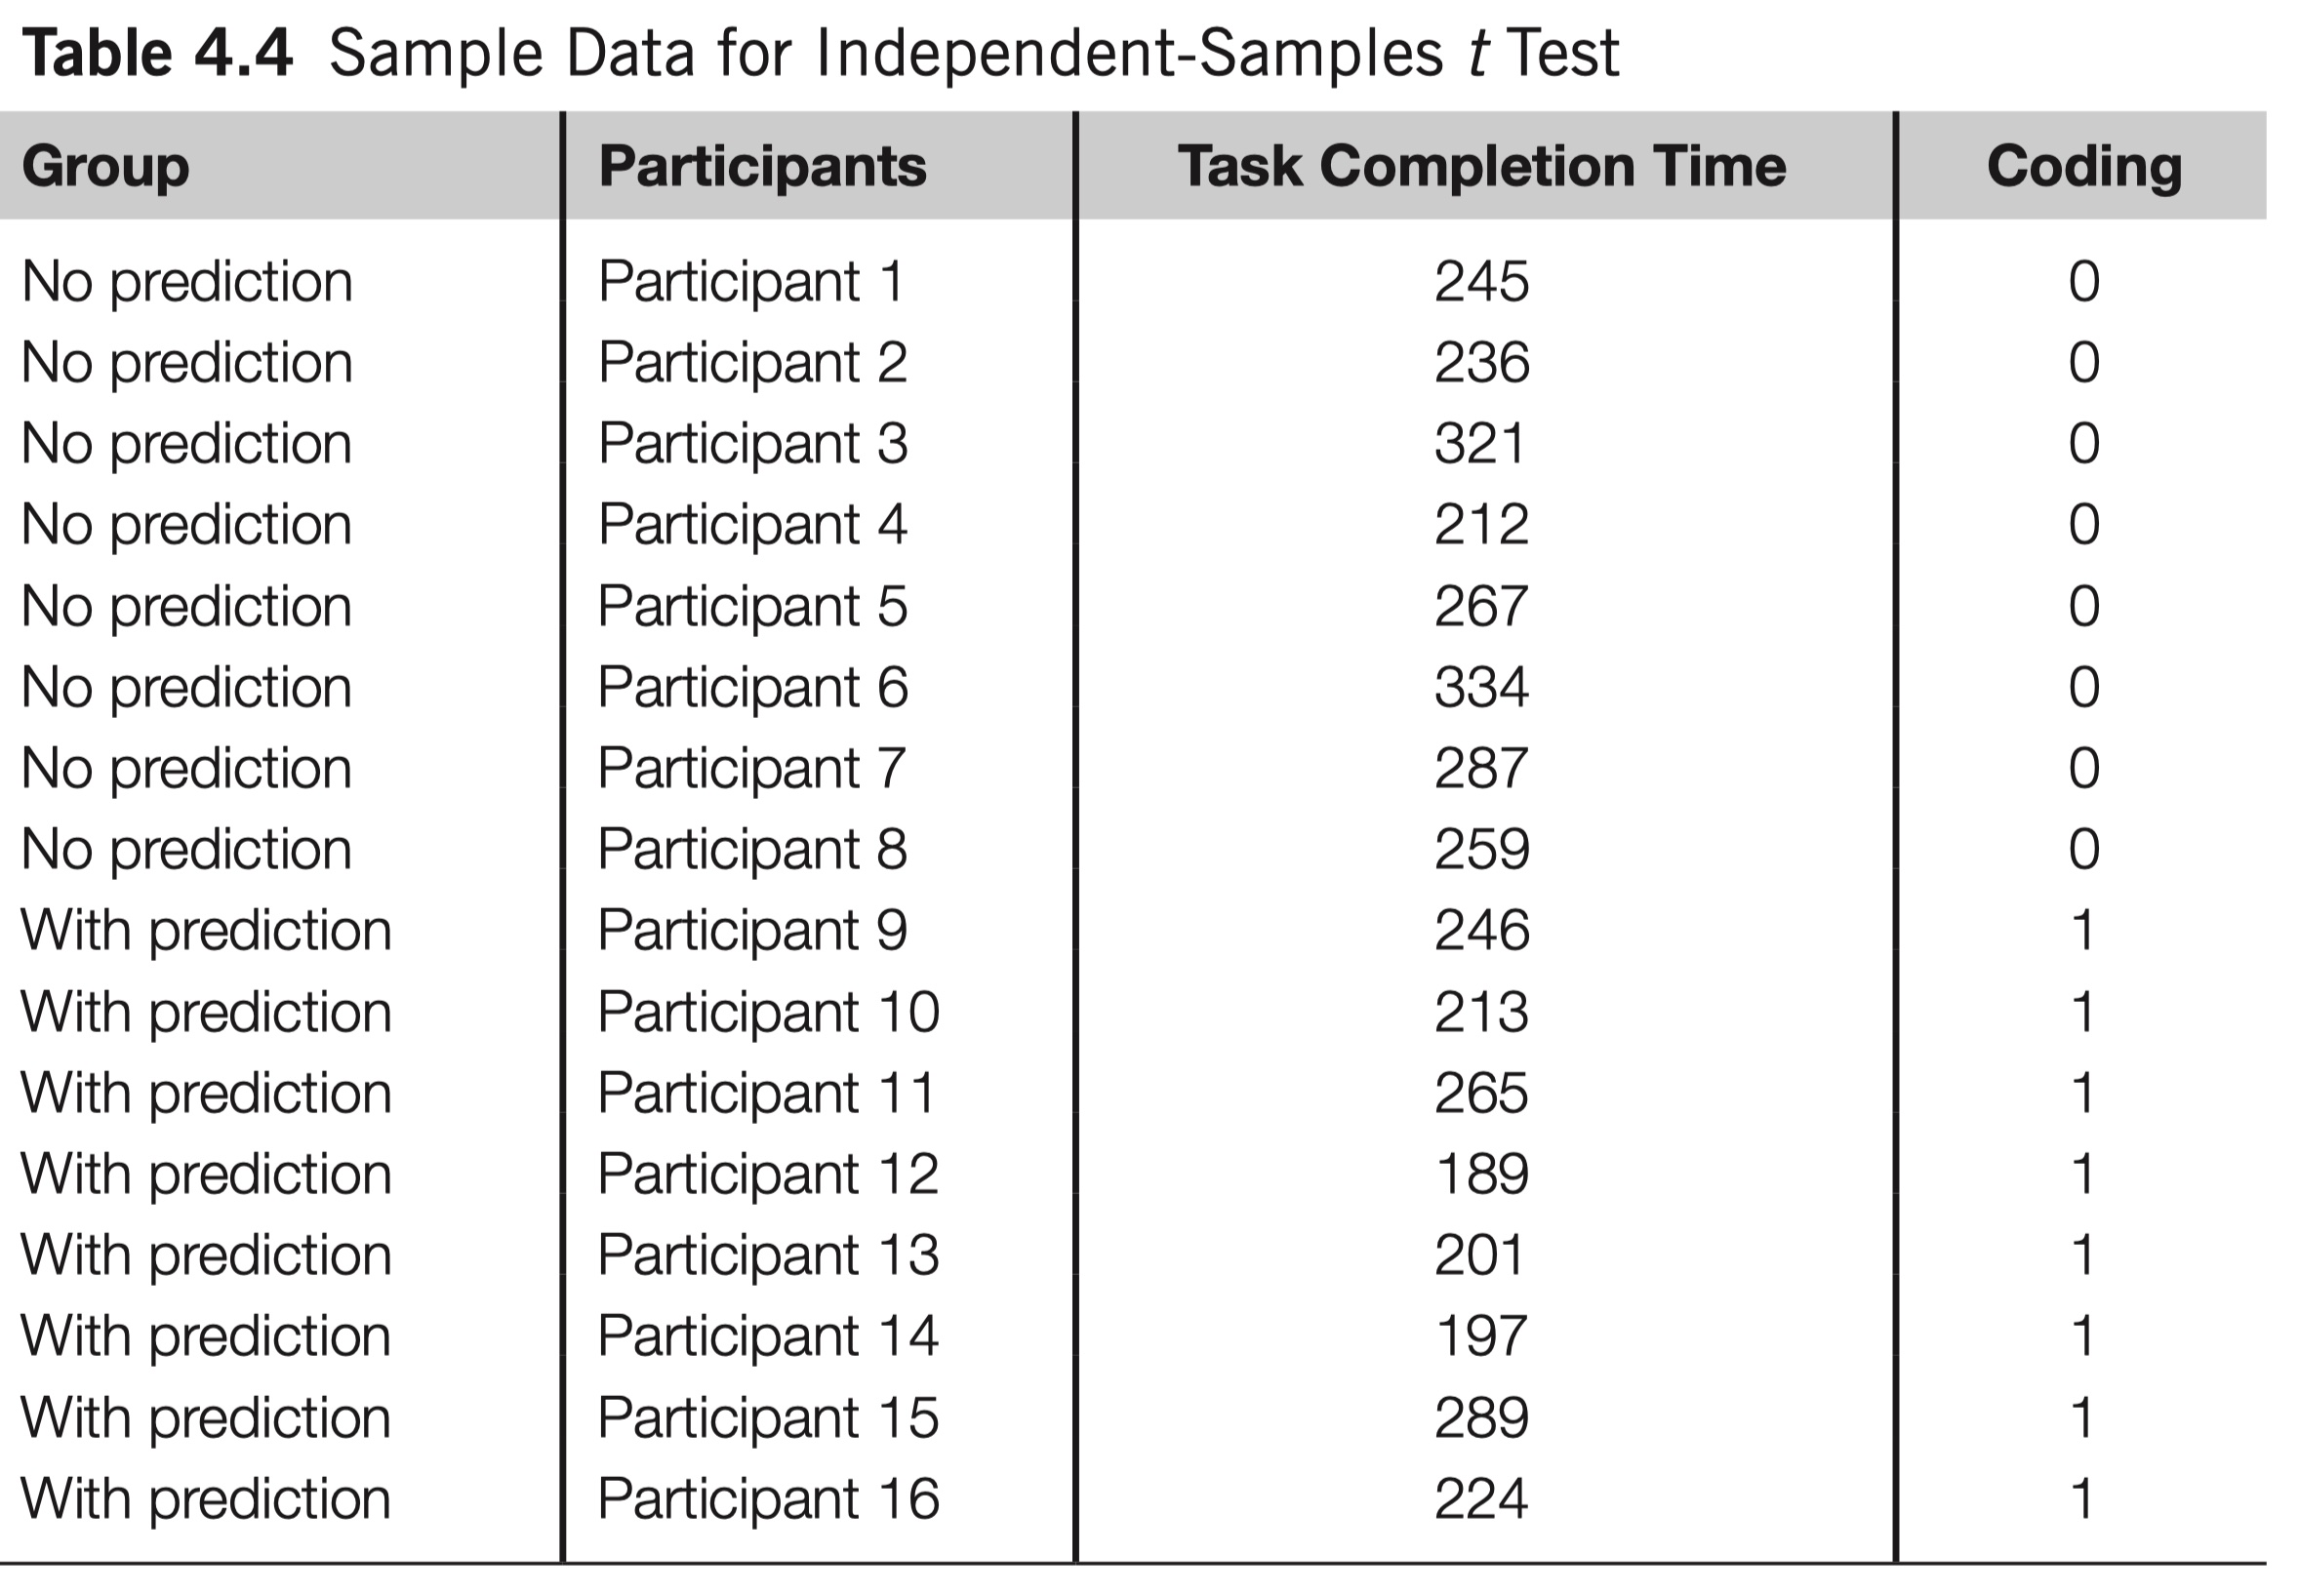 Table 4.4 Sample Data for Independent-Samples t Test
Group Participants Task Completion Time Coding
No prediction Participant 1 245 0
No prediction Participant 2 236 0
No prediction Participant 3 321 0
No prediction Participant 4 212 0
No prediction Participant 5 267 0
No prediction Participant 6 334 0
No prediction Participant 7 287 0
No prediction Participant 8 259 0
With prediction Participant 9 246 1
With prediction Participant 10 213 1
With prediction Participant 11 265 1
With prediction Participant 12 189 1
With prediction Participant 13 201 1
With prediction Participant 14 197 1
With prediction Participant 15 289 1
With prediction Participant 16 224 1